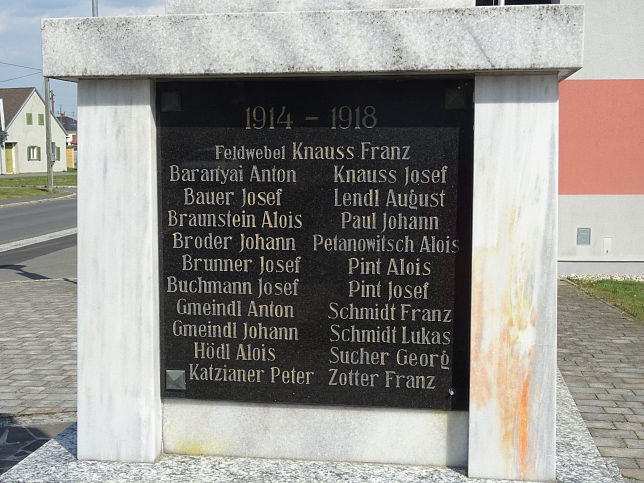 1914 - 1918
Feldwebel Knauss Franz
Baranyai Anton Knauss Josef
Bauer Josef Lendl August
Braunstein Alois Paul Johann
Broder Johann Petanowitsch Alois
Brunner Josef Pint Alois
Buchmann Josef Pint Josef
Gmeindl Anton Schmidt Franz
Gmeindl Johann Schmidt Lukas
Hödl Alois Sucher Georg
Katzianer Peter Zotter Franz